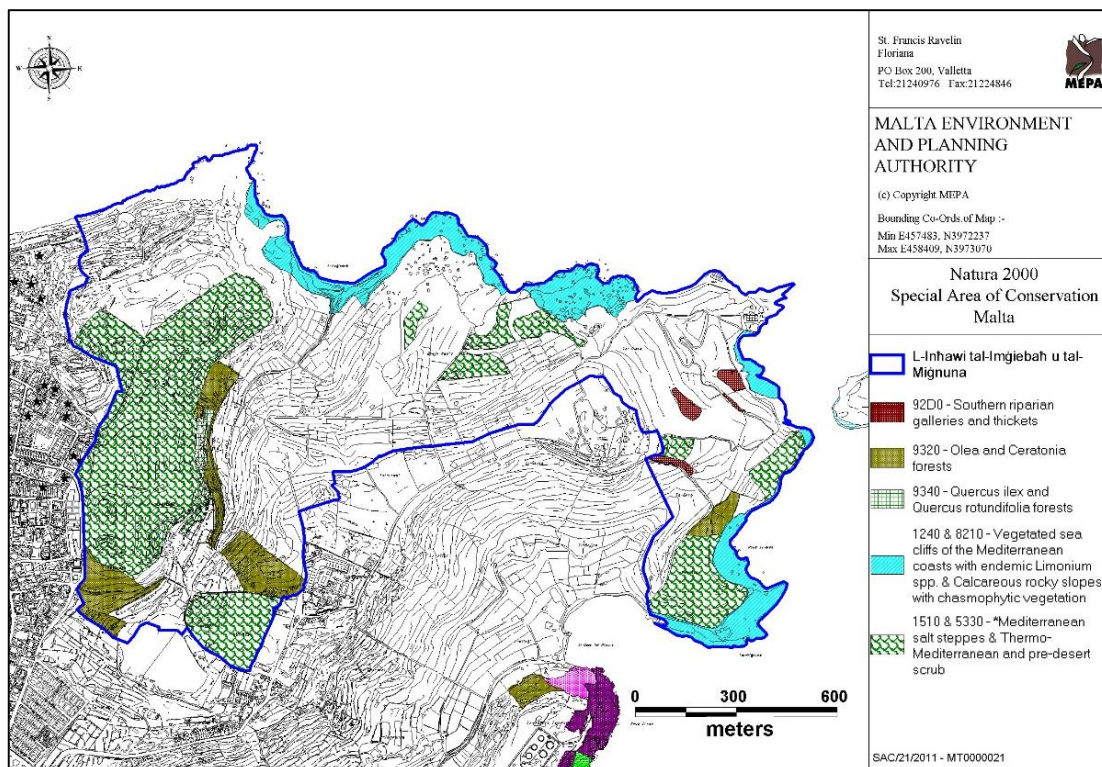 N
W
E
S
St. Francis Ravelin
Floriana
PO Box 200, Valletta
Tel:21240976 Fax:21224846
MEPA
MALTA ENVIRONMENT
AND PLANNING
AUTHORITY
(c) Copyright MEPA
Bounding Co-Ords.of Map :-
Min E457483, N3972237
Max E458409, N3973070
Natura 2000
Special Area of Conservation
Malta
L-Inħawi tal-Imġiebaħ u tal-
Miġnuna
92D0 - Southern riparian
galleries and thickets
9320 - Olea and Ceratonia
forests
9340 - Quercus ilex and
Quercus rotundifolia forests
1240 & 8210 - Vegetated sea
cliffs of the Mediterranean
coasts with endemic Limonium
spp. & Calcareous rocky slopes
with chasmophytic vegetation
1510 & 5330 - *Mediterranean
salt steppes & Thermo-
Mediterranean and pre-desert
scrub
0 300 600
meters
SAC/21/2011 - MT0000021